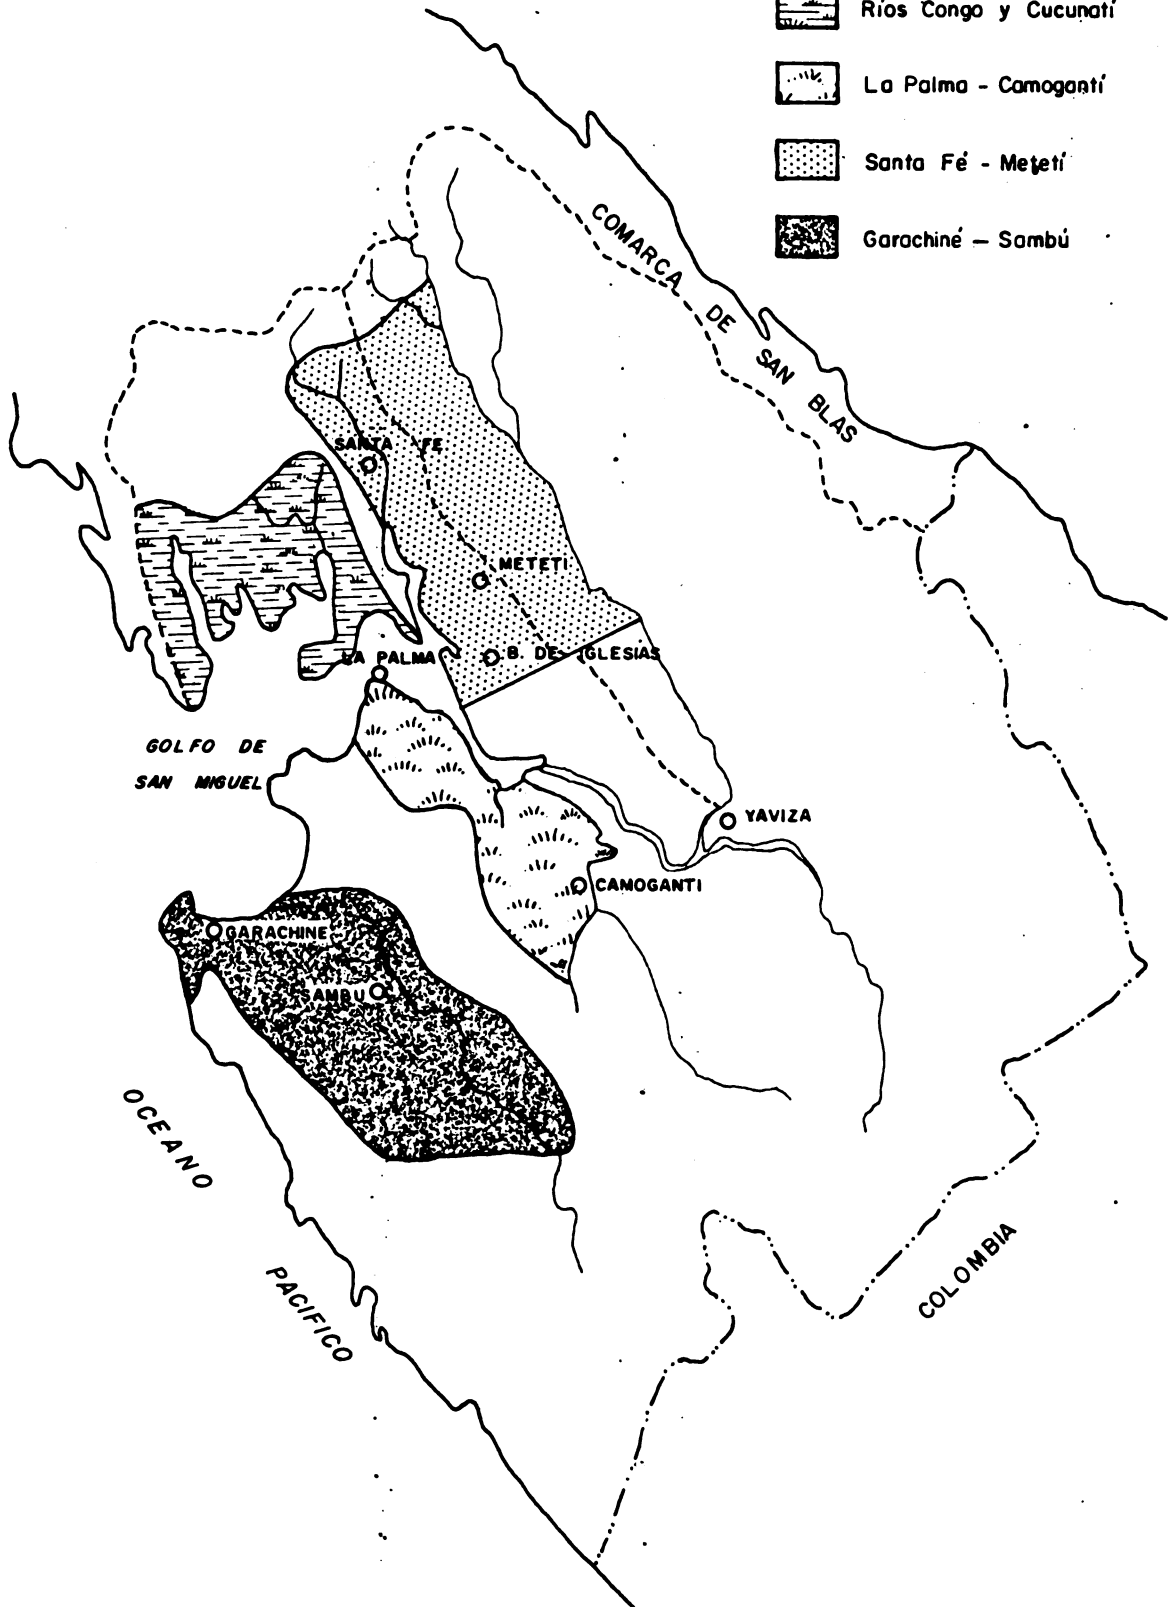 Ríos Congo y Cucunatí
La Palma - Camogantí
Santa Fé - Metetí
Garachiné - Sambú
COMARCA DE SAN BLAS
SANTA FE
METETI
B. DE IGLESIAS
LA PALMA
GOLFO DE
SAN MIGUEL
YAVIZA
CAMOGANTI
GARACHINE
SAMBU
OCEANO
PACIFICO
COLOMBIA